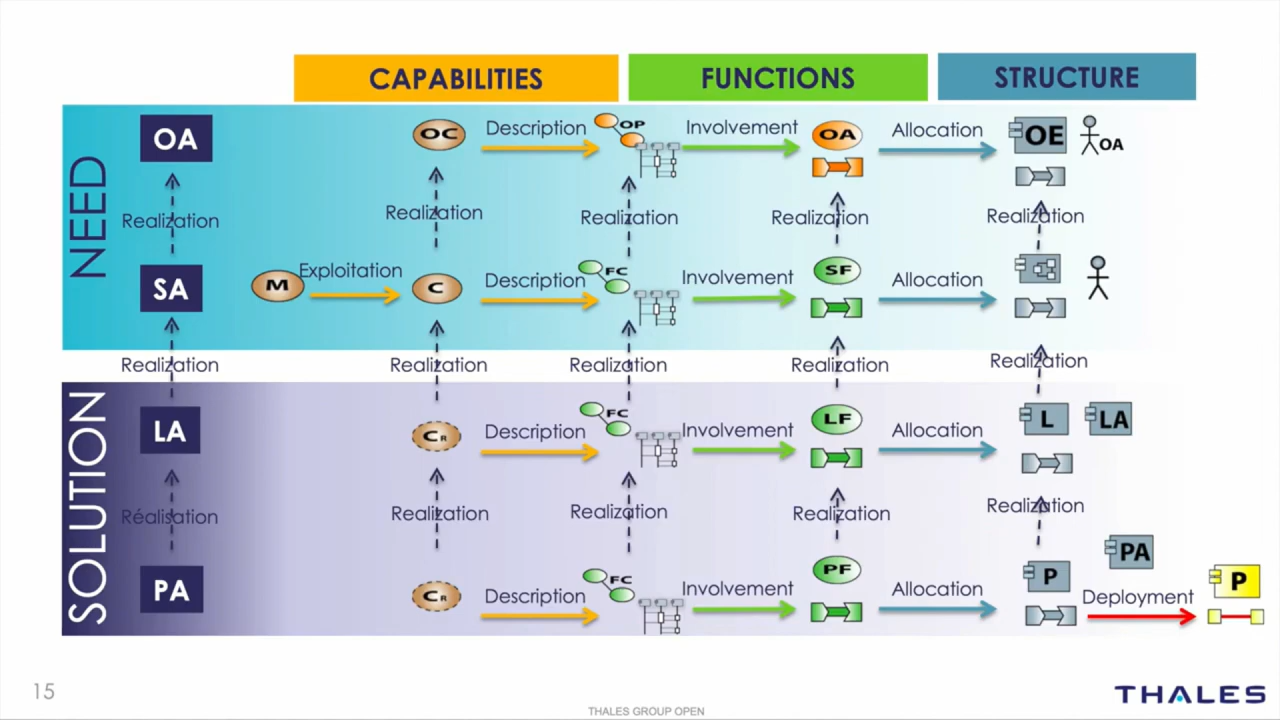 CAPABILITIES FUNCTIONS STRUCTURE
NEED
OA OC Description OP Involvement OA Allocation OE OA
Realization Realization Realization Realization Realization
SA M Exploitation C Description FC Involvement SF Allocation
Realization Realization Realization Realization Realization
SOLUTION
LA CR Description FC Involvement LF Allocation L LA
Réalisation Realization Realization Realization Realization
PA CR Description FC Involvement PF Allocation P PA Deployment P
15
THALES GROUP OPEN
THALES